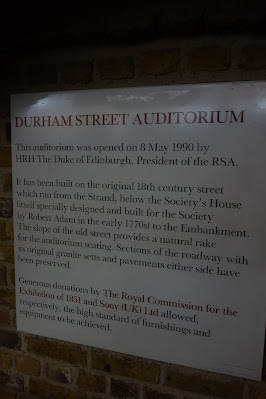 DURHAM STREET AUDITORIUM
This auditorium was opened on 8 May 1990 by
HRH The Duke of Edinburgh, President of the RSA.
It has been built on the original 18th century street
which ran from the Strand, below the Society's House
(itself specially designed and built for the Society
by Robert Adam in the early 1770s) to the Embankment.
The slope of the old street provides a natural rake
for the auditorium seating. Sections of the roadway with
its original granite setts and pavements either side have
been preserved.
Generous donations by The Royal Commission for the
Exhibition of 1851 and Sony (UK) Ltd allowed,
respectively, the high standard of furnishings and
equipment to be achieved.